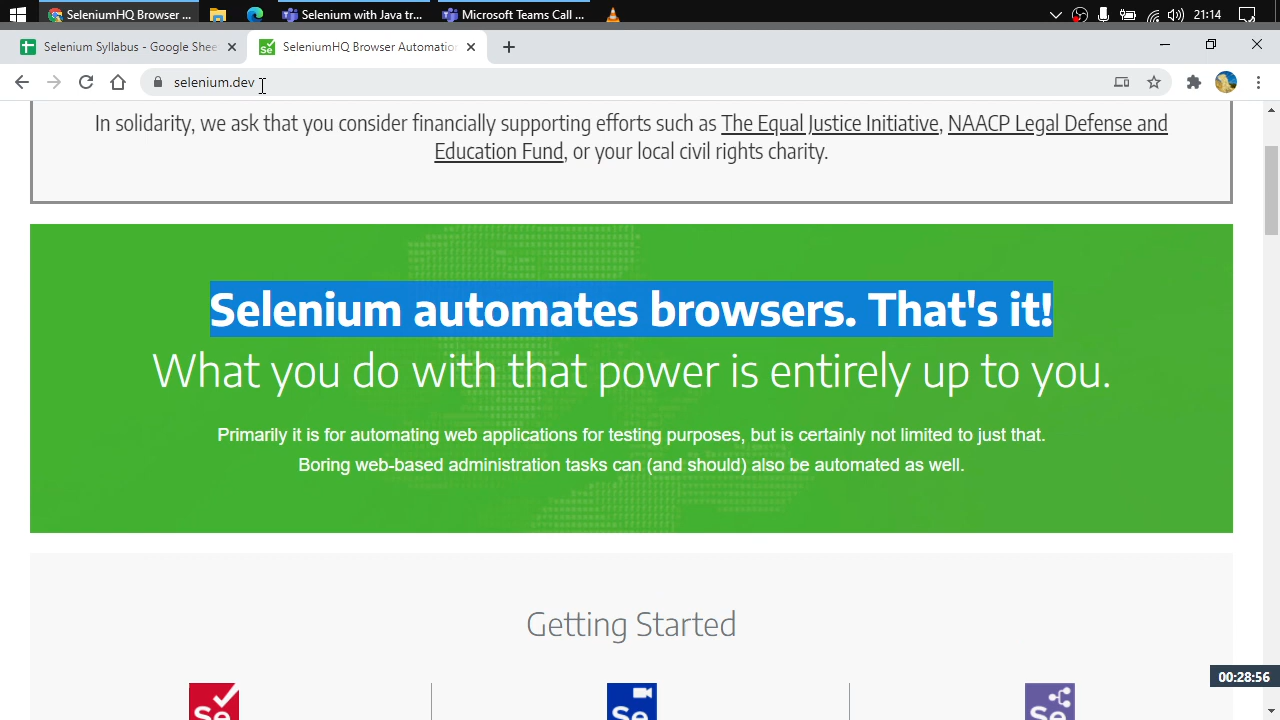 SeleniumHQ Browser ...
Selenium with Java tr...
Microsoft Teams Call ...
21:14
Selenium Syllabus - Google Shee
SeleniumHQ Browser Automatio
selenium.dev
In solidarity, we ask that you consider financially supporting efforts such as The Equal Justice Initiative, NAACP Legal Defense and
Education Fund, or your local civil rights charity.
Selenium automates browsers. That's it!
What you do with that power is entirely up to you.
Primarily it is for automating web applications for testing purposes, but is certainly not limited to just that.
Boring web-based administration tasks can (and should) also be automated as well.
Getting Started
Se
Se
Se
00:28:56